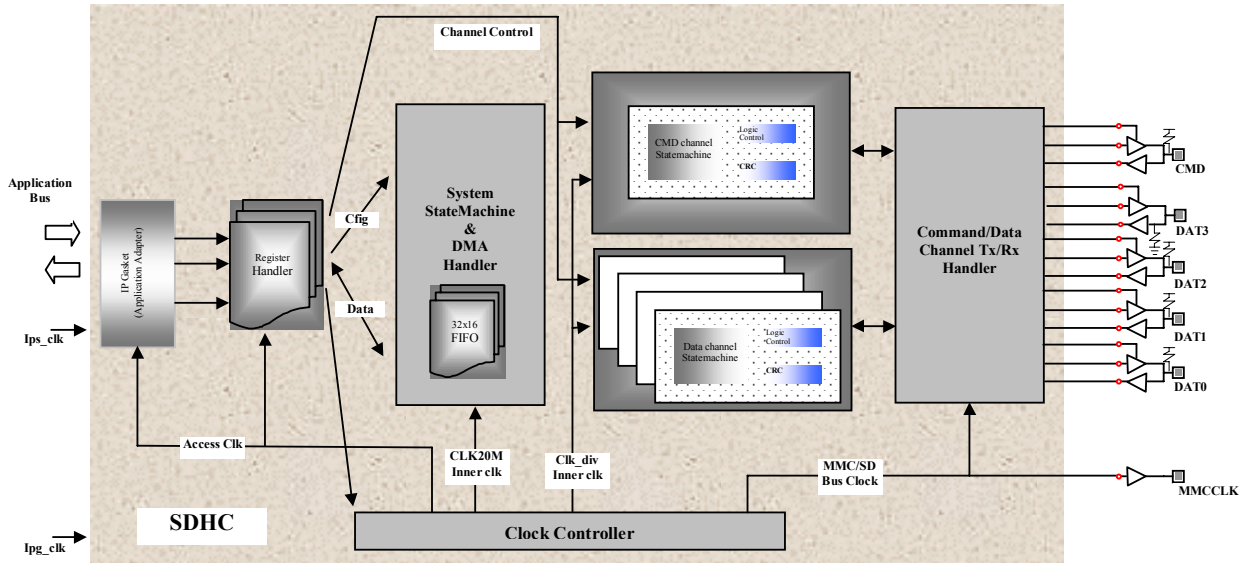 Channel Control
Application
Bus
IP Gasket
(Application Adapter)
Register
Handler
Cfig
Data
System
StateMachine
&
DMA
Handler
32x16
FIFO
CMD channel
Statemachine
Logic
Control
CRC
Data channel
Statemachine
Logic
Control
CRC
Command/Data
Channel Tx/Rx
Handler
CMD
DAT3
DAT2
DAT1
DAT0
Ips_clk
Access Clk
CLK20M
Inner clk
Clk_div
Inner clk
MMC/SD
Bus Clock
MMCCLK
SDHC
Clock Controller
Ipg_clk